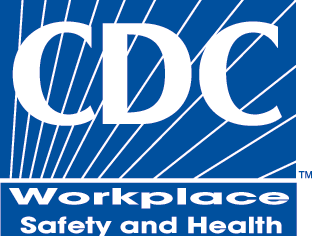 CDC
TM
Workplace
Safety and Health